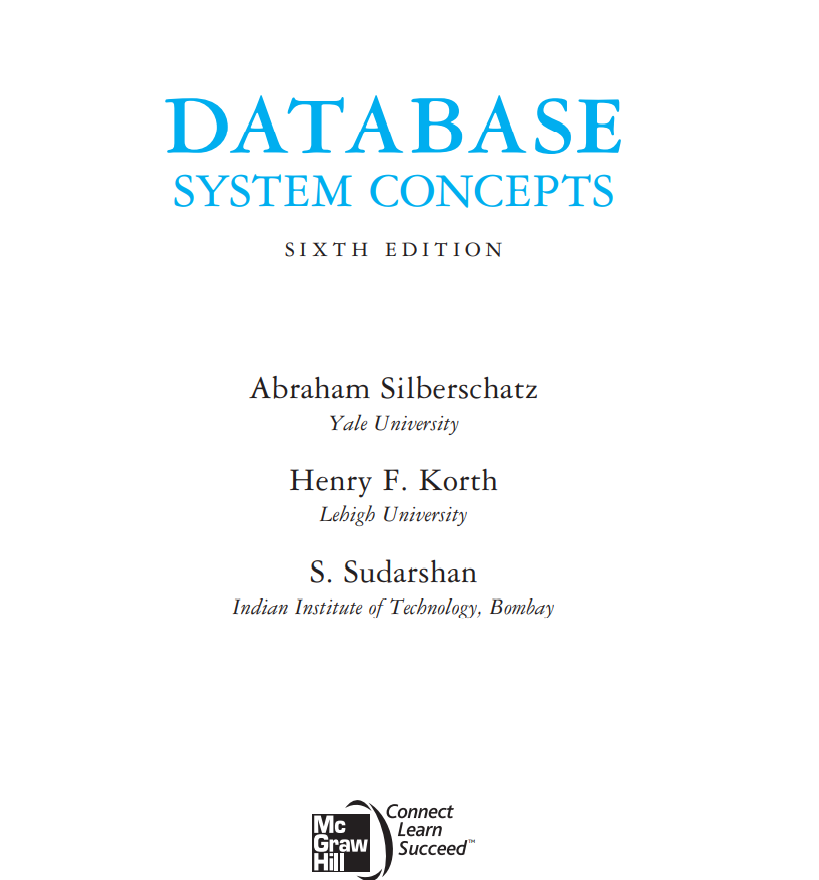 DATABASE
SYSTEM CONCEPTS
SIXTH EDITION
Abraham Silberschatz
Yale University
Henry F. Korth
Lehigh University
S. Sudarshan
Indian Institute of Technology, Bombay
Mc
Graw
Hill
Connect
Learn
Succeed™